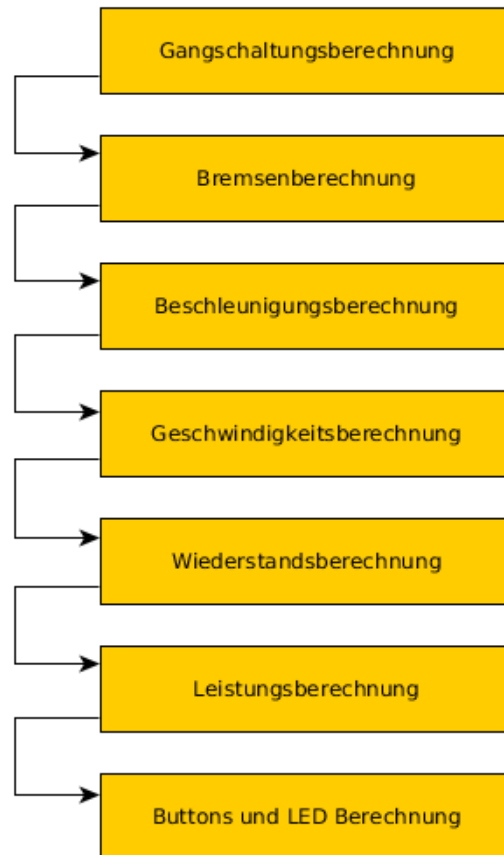 Gangschaltungsberechnung
Bremsenberechnung
Beschleunigungsberechnung
Geschwindigkeitsberechnung
Wiederstandsberechnung
Leistungsberechnung
Buttons und LED Berechnung